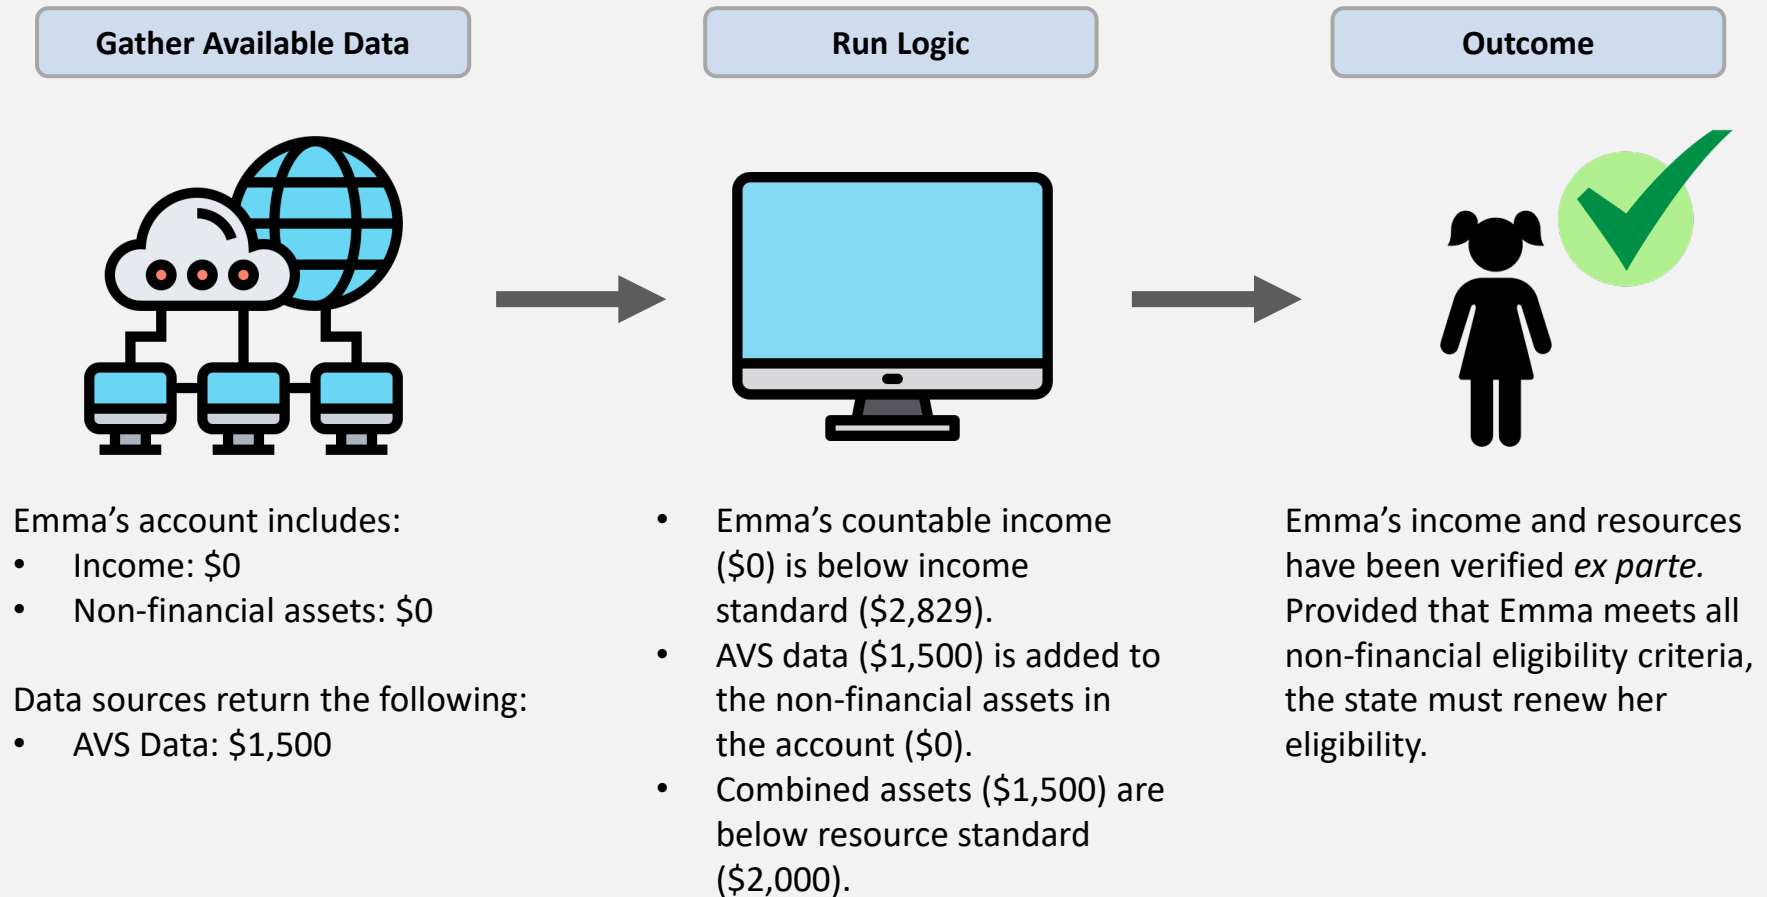 Gather Available Data
Run Logic
Outcome
Emma’s account includes:
• Income: $0
• Non-financial assets: $0
Data sources return the following:
• AVS Data: $1,500
• Emma’s countable income
($0) is below income
standard ($2,829).
• AVS data ($1,500) is added to
the non-financial assets in
the account ($0).
• Combined assets ($1,500) are
below resource standard
($2,000).
Emma’s income and resources
have been verified ex parte.
Provided that Emma meets all
non-financial eligibility criteria,
the state must renew her
eligibility.